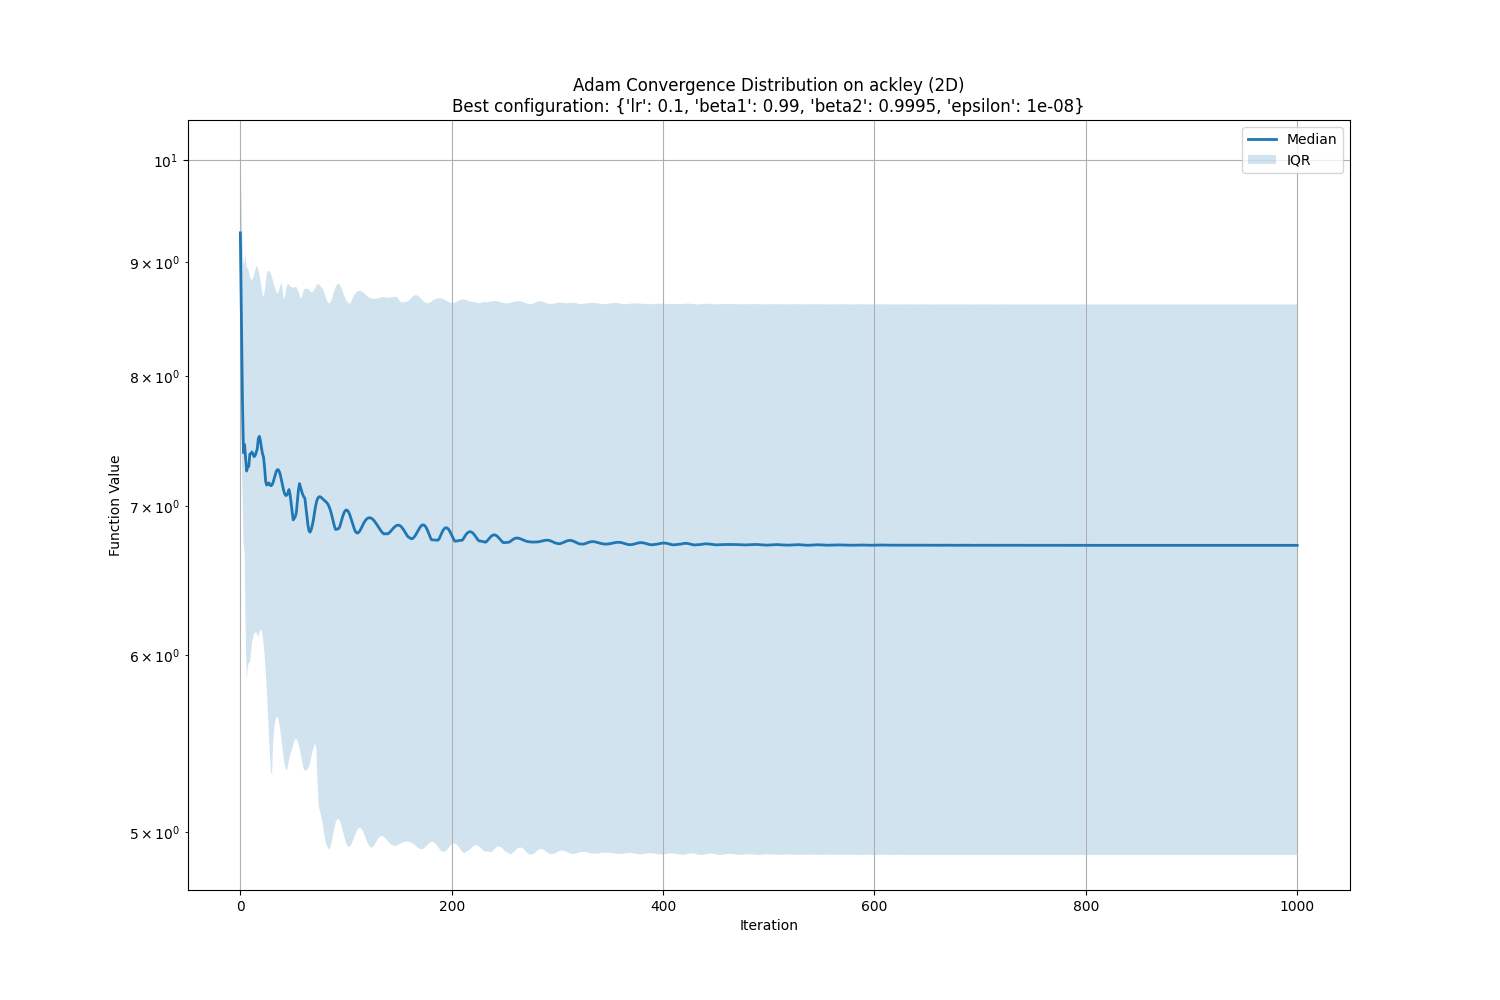 Adam Convergence Distribution on ackley (2D)
Best configuration: {'lr': 0.1, 'beta1': 0.99, 'beta2': 0.9995, 'epsilon': 1e-08}
Median
IQR
10¹
9 × 10⁰
8 × 10⁰
7 × 10⁰
6 × 10⁰
5 × 10⁰
Function Value
0 200 400 600 800 1000
Iteration